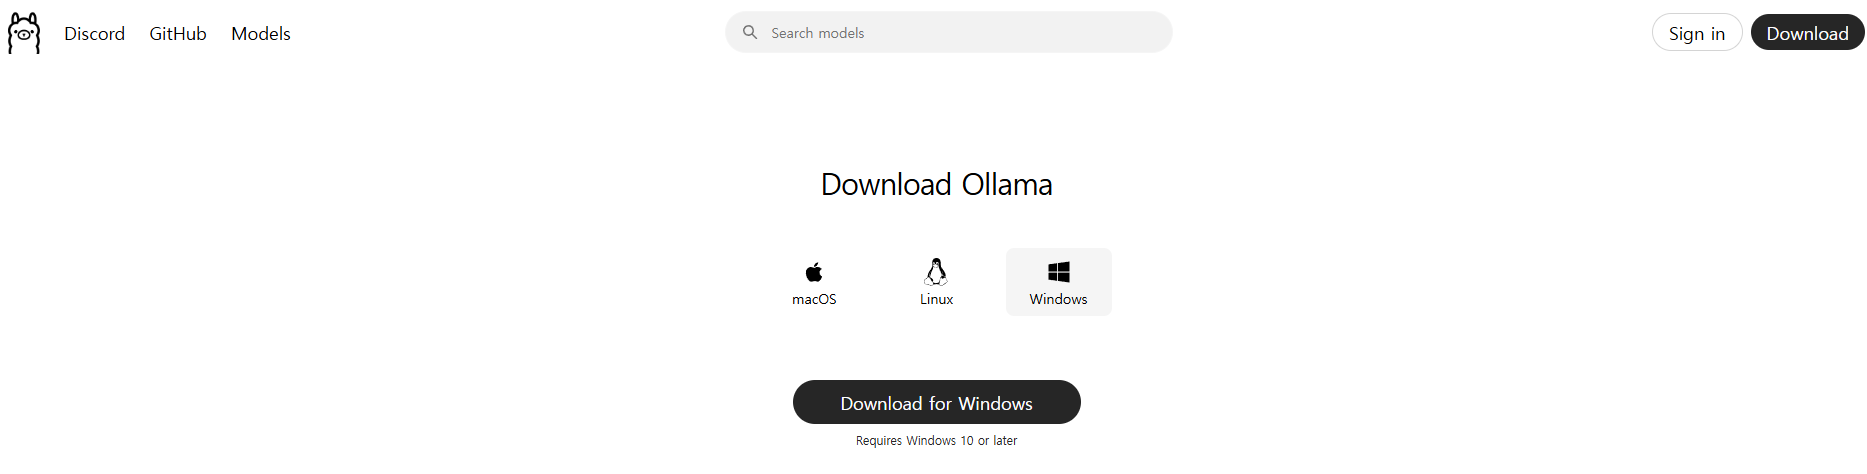 Discord GitHub Models Search models Sign in Download
Download Ollama
macOS Linux Windows
Download for Windows
Requires Windows 10 or later